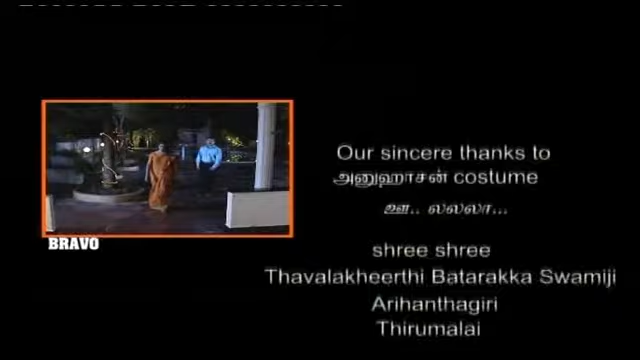 Our sincere thanks to
அனுஹாசன் costume
ஊ.. லலலா...
shree shree
Thavalakheerthi Batarakka Swamiji
Arihanthagiri
Thirumalai
BRAVO